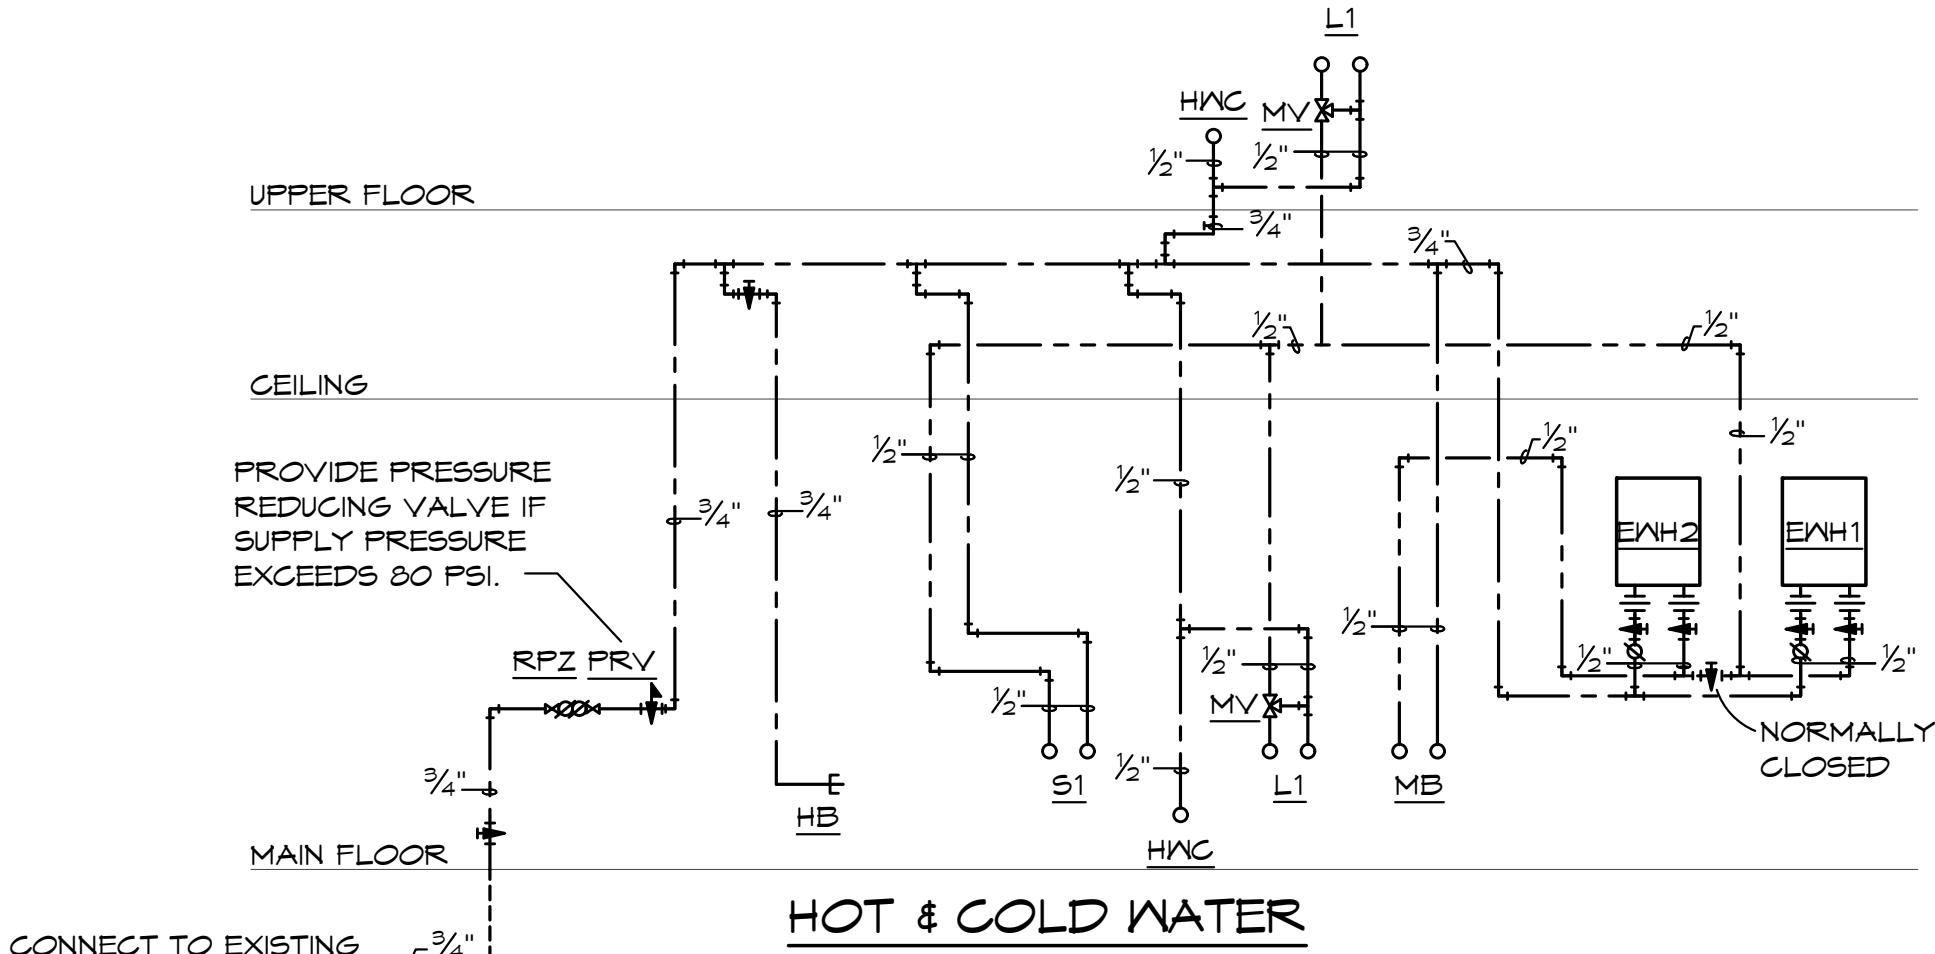 L1
HWC
MV
1/2"
1/2"
UPPER FLOOR
3/4"
3/4"
1/2"
1/2"
CEILING
1/2"
1/2"
1/2"
PROVIDE PRESSURE
REDUCING VALVE IF
SUPPLY PRESSURE
EXCEEDS 80 PSI.
3/4"
3/4"
1/2"
EWH2
EWH1
1/2"
RPZ
PRV
1/2"
1/2"
1/2"
1/2"
MV
NORMALLY
CLOSED
3/4"
1/2"
S1
L1
MB
HB
HWC
MAIN FLOOR
HOT & COLD WATER
CONNECT TO EXISTING
3/4"